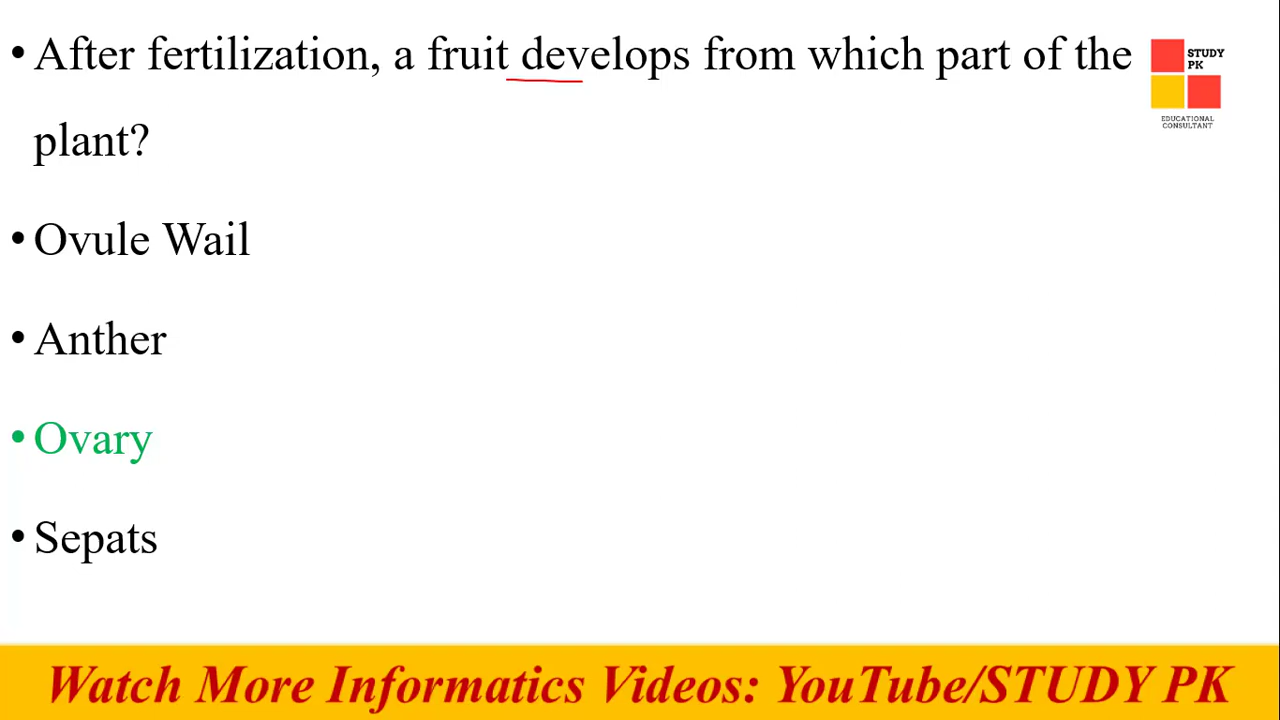 • After fertilization, a fruit develops from which part of the
plant?
• Ovule Wail
• Anther
• Ovary
• Sepats
STUDY
PK
EDUCATIONAL
CONSULTANT
Watch More Informatics Videos: YouTube/STUDY PK